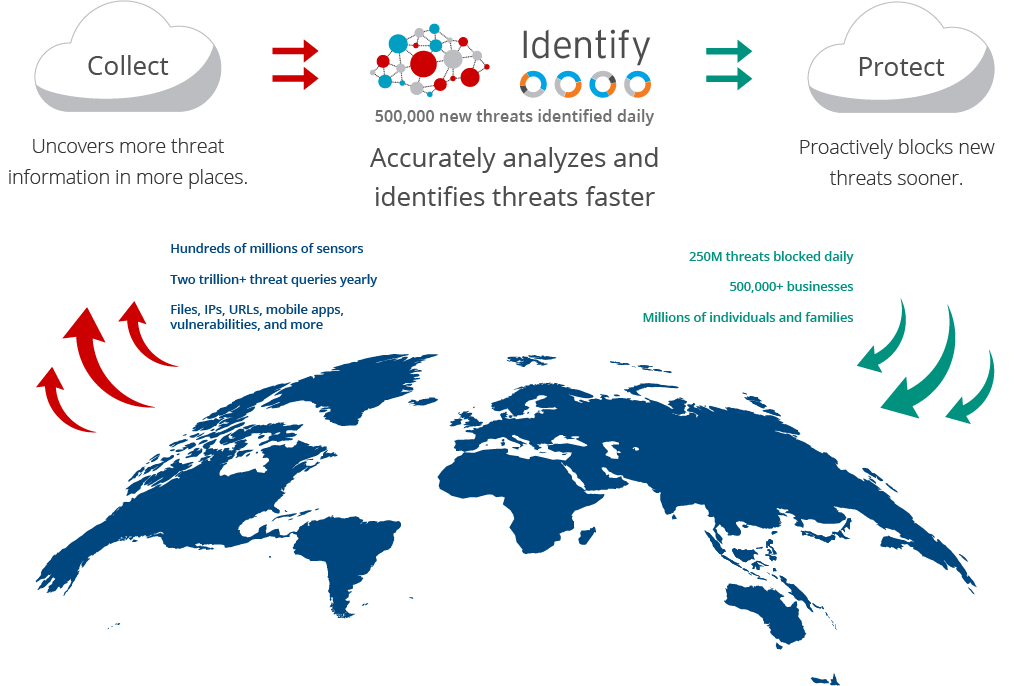 Collect
Identify
Protect
500,000 new threats identified daily
Uncovers more threat
information in more places.
Accurately analyzes and
identifies threats faster
Proactively blocks new
threats sooner.
Hundreds of millions of sensors
Two trillion+ threat queries yearly
Files, IPs, URLs, mobile apps,
vulnerabilities, and more
250M threats blocked daily
500,000+ businesses
Millions of individuals and families